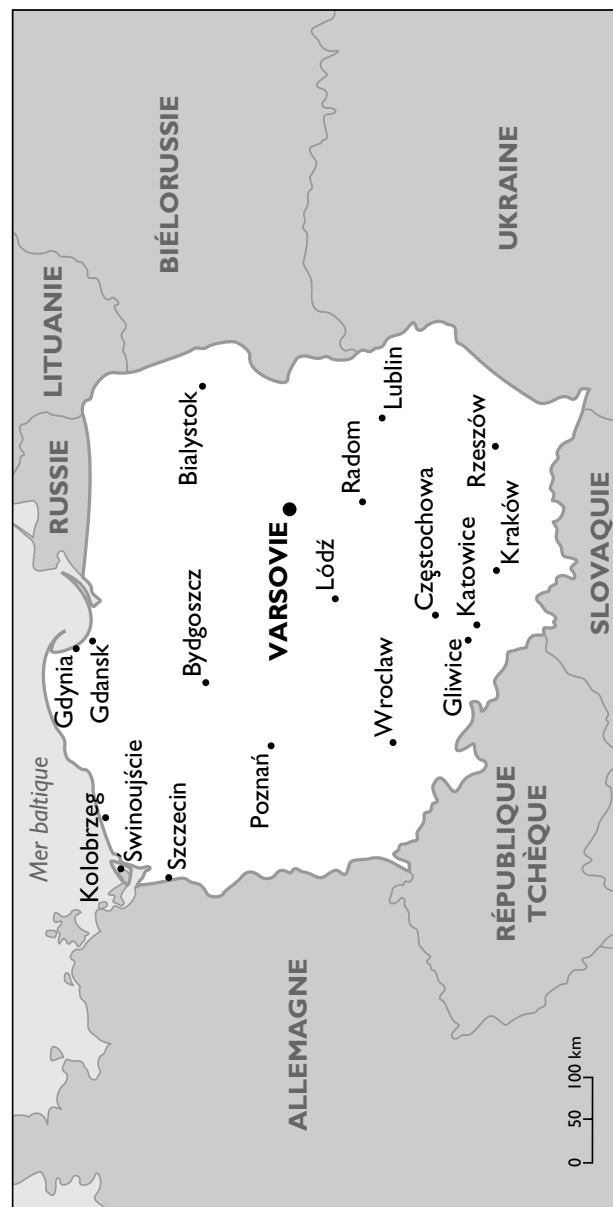 Mer baltique
RUSSIE
LITUANIE
BIÉLORUSSIE
Gdynia
Gdansk
Kolobrzeg
Swinoujście
Szczecin
Bialystok
Bydgoszcz
Poznań
VARSOVIE
Lódź
Radom
Lublin
Wroclaw
Częstochowa
Gliwice
Katowice
Kraków
Rzeszów
ALLEMAGNE
RÉPUBLIQUE
TCHÈQUE
SLOVAQUIE
UKRAINE
0 50 100 km